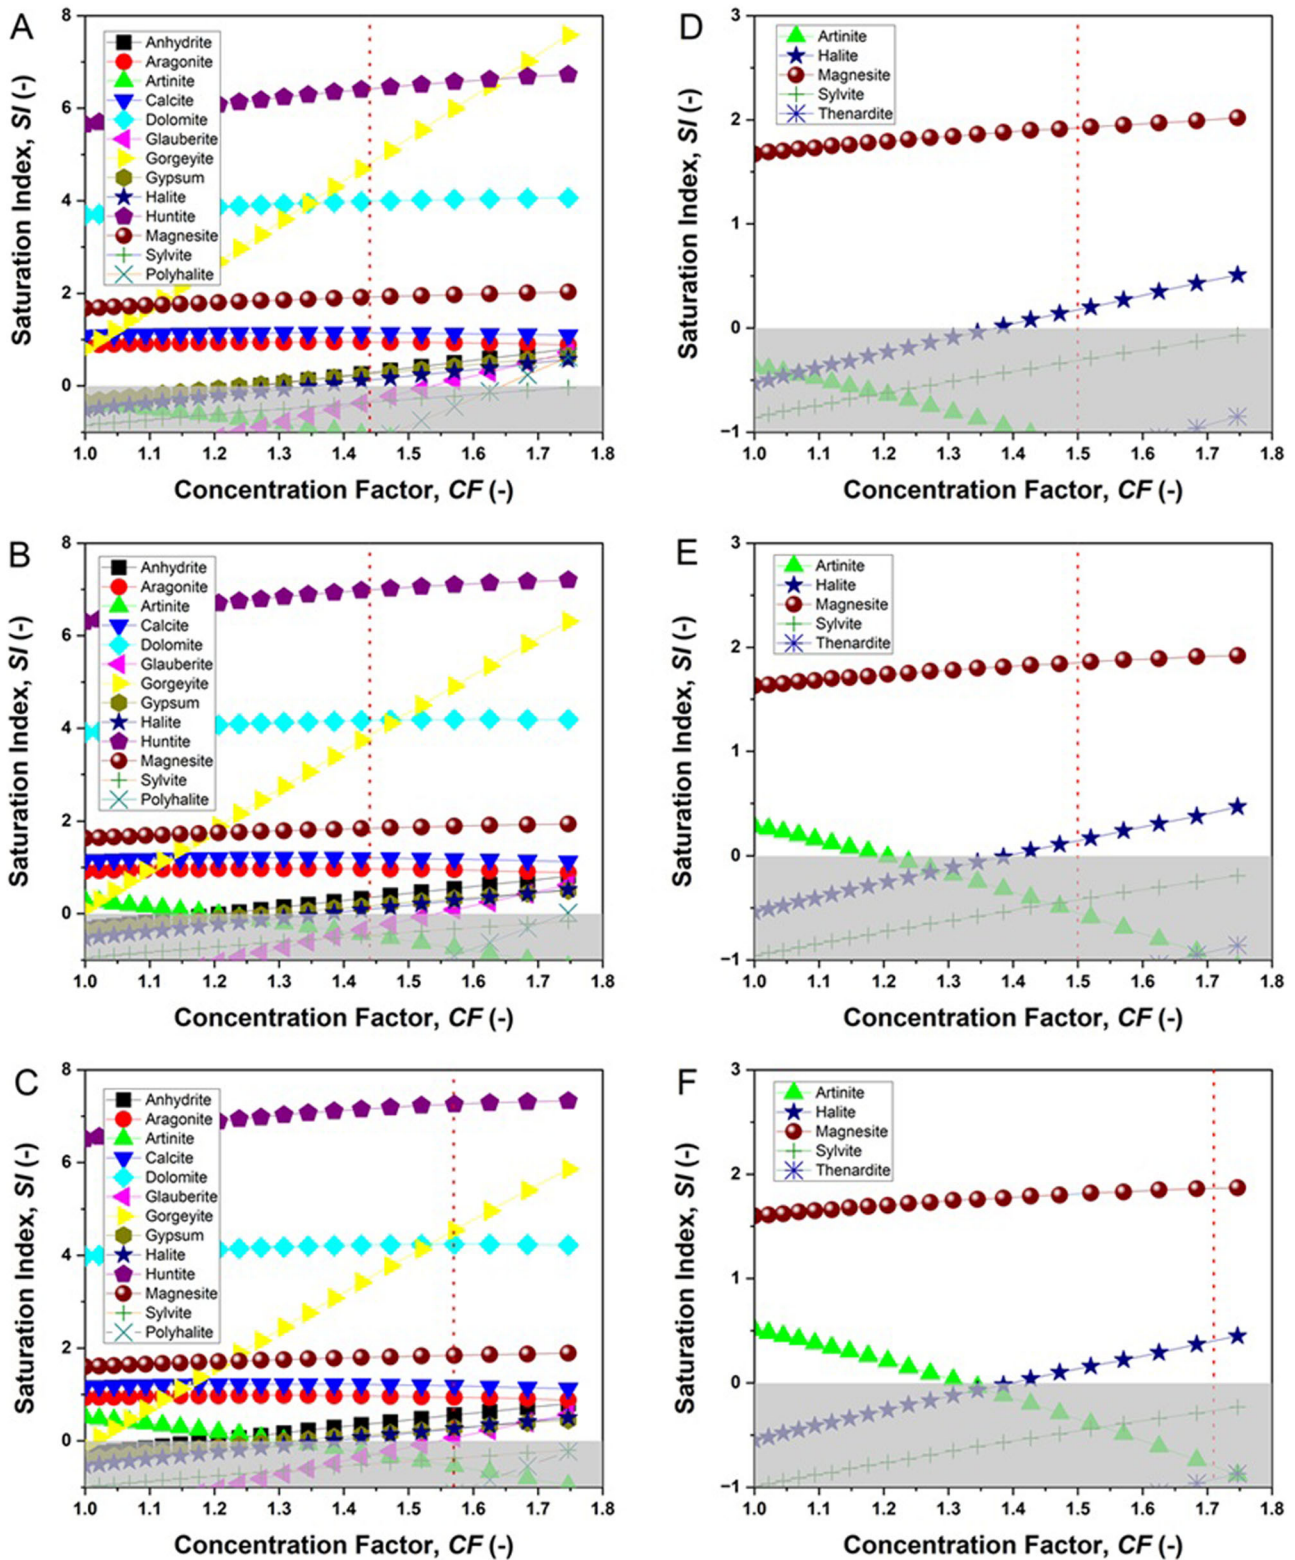 A
Saturation Index, SI (-)
8
6
4
2
0
Anhydrite
Aragonite
Artinite
Calcite
Dolomite
Glauberite
Gorgeyite
Gypsum
Halite
Huntite
Magnesite
Sylvite
Polyhalite
1.0 1.1 1.2 1.3 1.4 1.5 1.6 1.7 1.8
Concentration Factor, CF (-)
D
Saturation Index, SI (-)
3
2
1
0
−1
Artinite
Halite
Magnesite
Sylvite
Thenardite
1.0 1.1 1.2 1.3 1.4 1.5 1.6 1.7 1.8
Concentration Factor, CF (-)
B
Saturation Index, SI (-)
8
6
4
2
0
Anhydrite
Aragonite
Artinite
Calcite
Dolomite
Glauberite
Gorgeyite
Gypsum
Halite
Huntite
Magnesite
Sylvite
Polyhalite
1.0 1.1 1.2 1.3 1.4 1.5 1.6 1.7 1.8
Concentration Factor, CF (-)
E
Saturation Index, SI (-)
3
2
1
0
−1
Artinite
Halite
Magnesite
Sylvite
Thenardite
1.0 1.1 1.2 1.3 1.4 1.5 1.6 1.7 1.8
Concentration Factor, CF (-)
C
Saturation Index, SI (-)
8
6
4
2
0
Anhydrite
Aragonite
Artinite
Calcite
Dolomite
Glauberite
Gorgeyite
Gypsum
Halite
Huntite
Magnesite
Sylvite
Polyhalite
1.0 1.1 1.2 1.3 1.4 1.5 1.6 1.7 1.8
Concentration Factor, CF (-)
F
Saturation Index, SI (-)
3
2
1
0
−1
Artinite
Halite
Magnesite
Sylvite
Thenardite
1.0 1.1 1.2 1.3 1.4 1.5 1.6 1.7 1.8
Concentration Factor, CF (-)